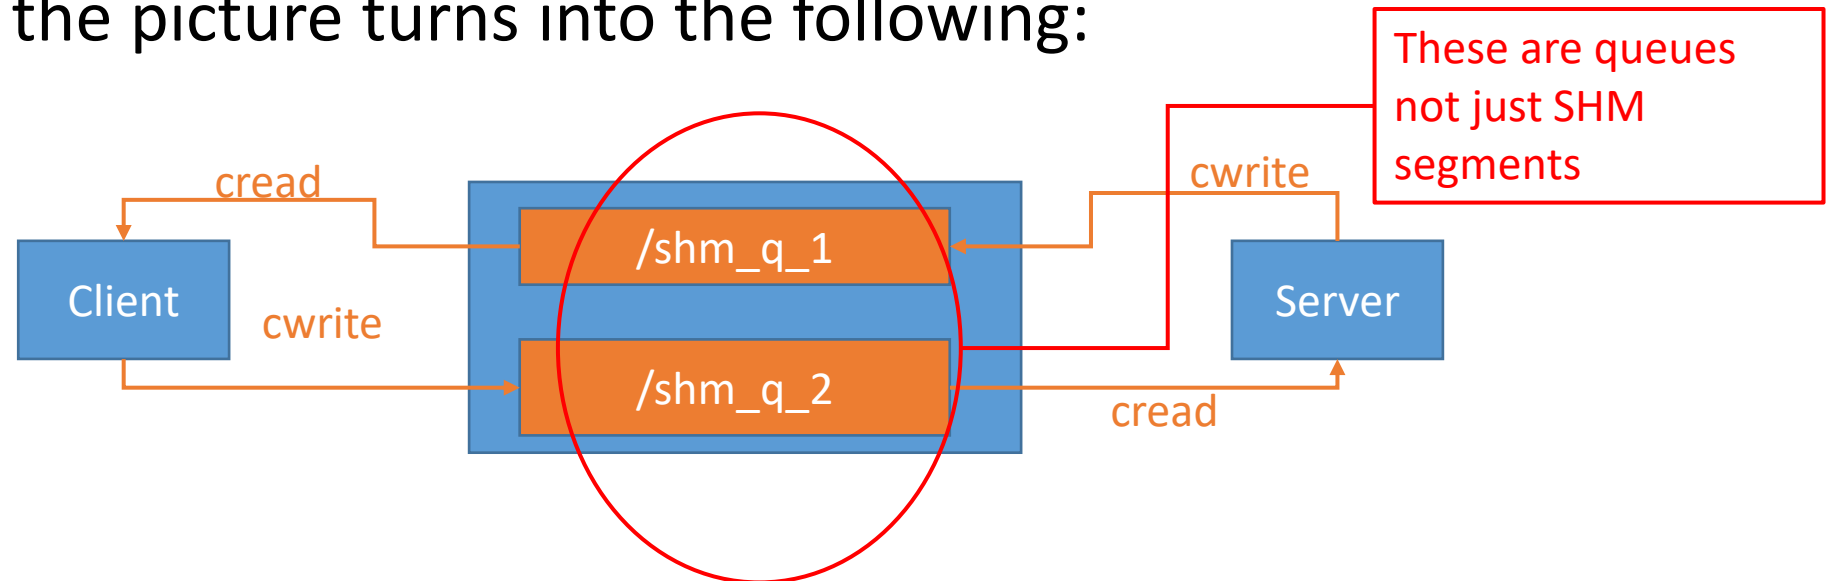 the picture turns into the following:
These are queues
not just SHM
segments
cread
cwrite
/shm_q_1
Client
cwrite
Server
/shm_q_2
cread